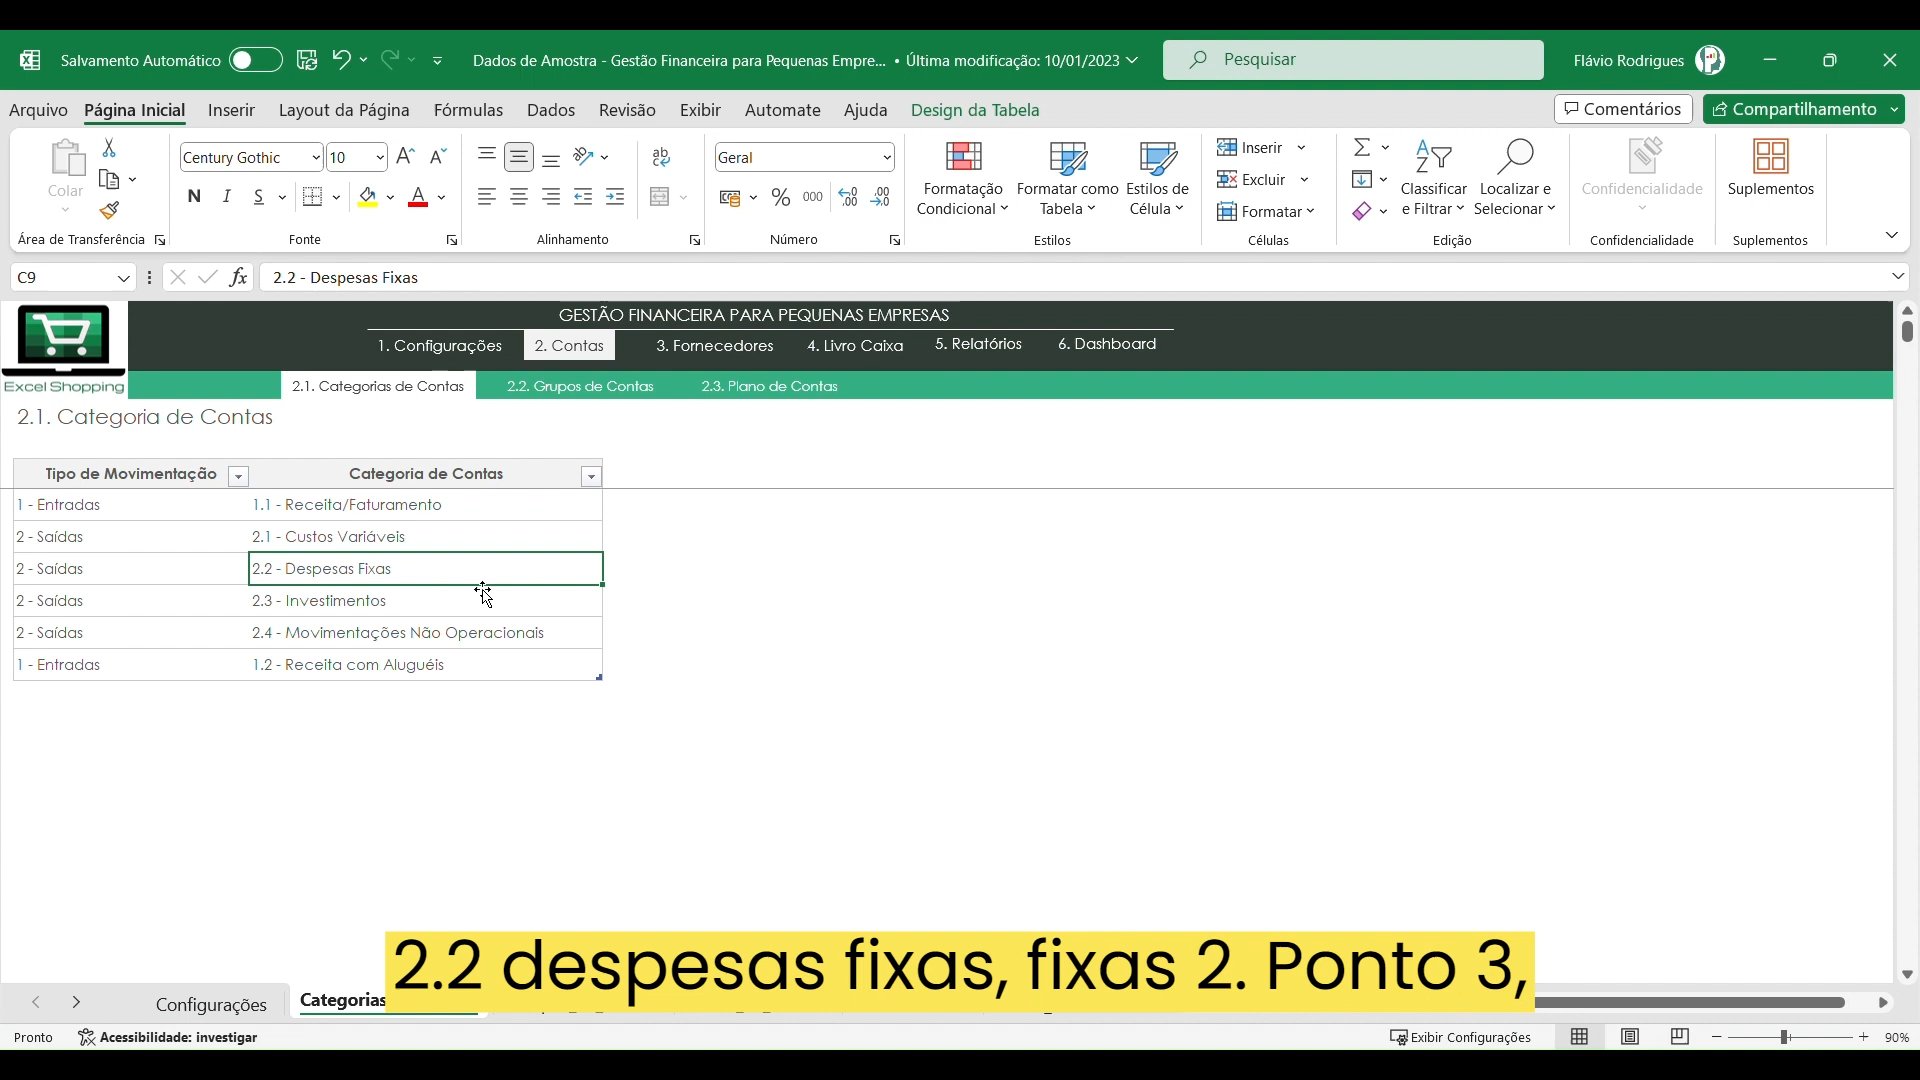 Salvamento Automático
Dados de Amostra - Gestão Financeira para Pequenas Empre... • Última modificação: 10/01/2023
Pesquisar
Flávio Rodrigues
Arquivo Página Inicial Inserir Layout da Página Fórmulas Dados Revisão Exibir Automate Ajuda Design da Tabela
Comentários Compartilhamento
Colar
Área de Transferência
Century Gothic 10
N I S
Fonte
ab
Alinhamento
Geral
% 000
Número
Formatação Condicional
Formatar como Tabela
Estilos de Célula
Estilos
Inserir
Excluir
Formatar
Células
Classificar e Filtrar
Localizar e Selecionar
Edição
Confidencialidade
Confidencialidade
Suplementos
Suplementos
C9 fx 2.2 - Despesas Fixas
Excel Shopping
GESTÃO FINANCEIRA PARA PEQUENAS EMPRESAS
1. Configurações 2. Contas 3. Fornecedores 4. Livro Caixa 5. Relatórios 6. Dashboard
2.1. Categorias de Contas 2.2. Grupos de Contas 2.3. Plano de Contas
2.1. Categoria de Contas
Tipo de Movimentação Categoria de Contas
1 - Entradas 1.1 - Receita/Faturamento
2 - Saídas 2.1 - Custos Variáveis
2 - Saídas 2.2 - Despesas Fixas
2 - Saídas 2.3 - Investimentos
2 - Saídas 2.4 - Movimentações Não Operacionais
1 - Entradas 1.2 - Receita com Aluguéis
2.2 despesas fixas, fixas 2. Ponto 3,
Configurações Categorias
Pronto Acessibilidade: investigar
Exibir Configurações 90%